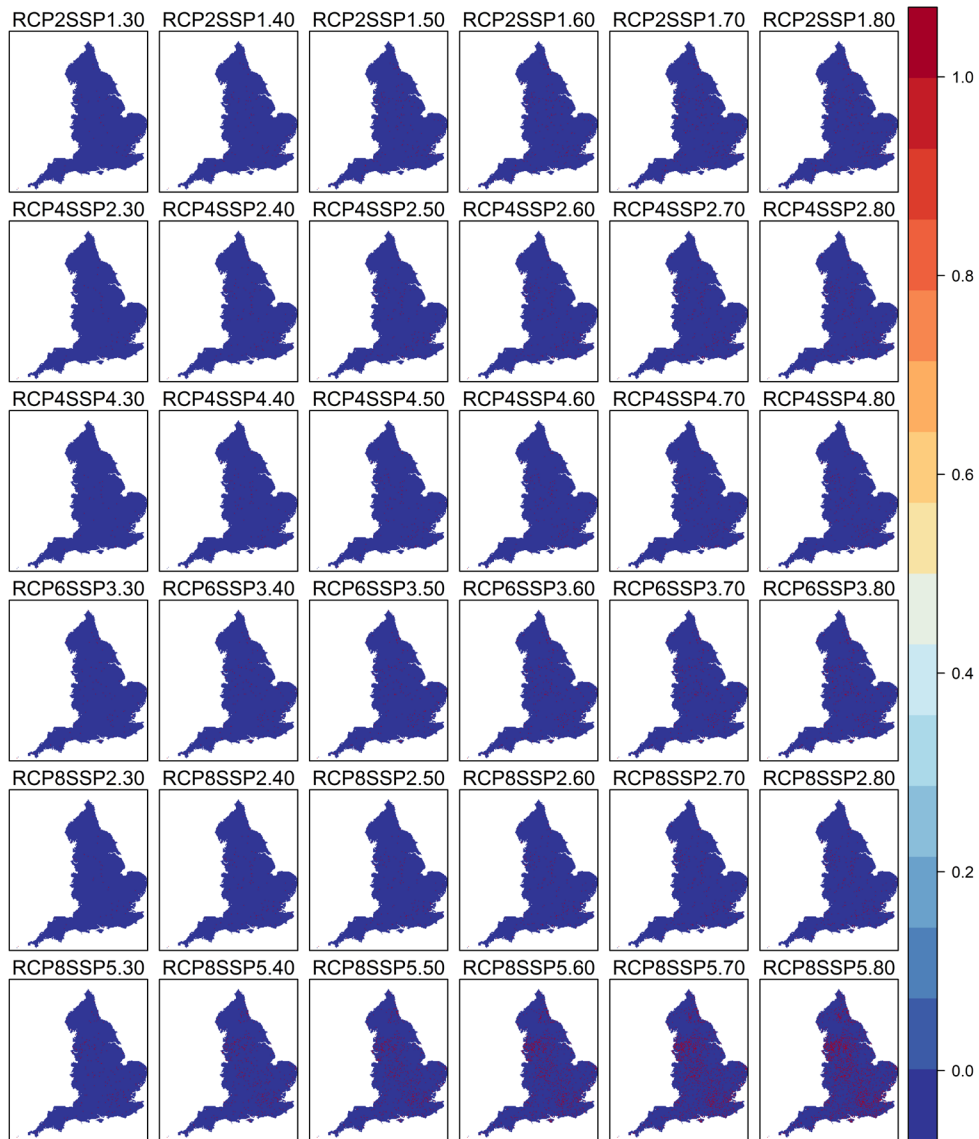 RCP2SSP1.30 RCP2SSP1.40 RCP2SSP1.50 RCP2SSP1.60 RCP2SSP1.70 RCP2SSP1.80
RCP4SSP2.30 RCP4SSP2.40 RCP4SSP2.50 RCP4SSP2.60 RCP4SSP2.70 RCP4SSP2.80
RCP4SSP4.30 RCP4SSP4.40 RCP4SSP4.50 RCP4SSP4.60 RCP4SSP4.70 RCP4SSP4.80
RCP6SSP3.30 RCP6SSP3.40 RCP6SSP3.50 RCP6SSP3.60 RCP6SSP3.70 RCP6SSP3.80
RCP8SSP2.30 RCP8SSP2.40 RCP8SSP2.50 RCP8SSP2.60 RCP8SSP2.70 RCP8SSP2.80
RCP8SSP5.30 RCP8SSP5.40 RCP8SSP5.50 RCP8SSP5.60 RCP8SSP5.70 RCP8SSP5.80
1.0
0.8
0.6
0.4
0.2
0.0